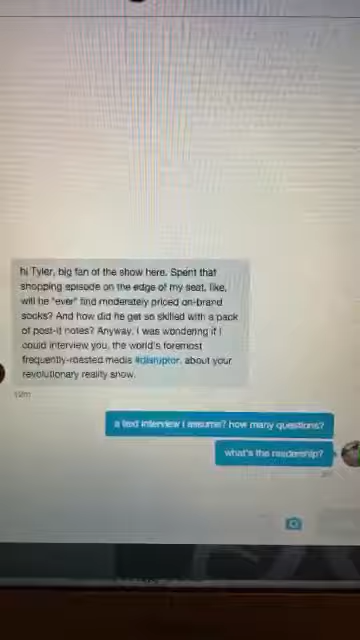 hi Tyler, big fan of the show here. Spent that
shopping episode on the edge of my seat, like,
will he "ever" find moderately priced on-brand
socks? And how did he get so skilled with a pack
of post-it notes? Anyway, I was wondering if I
could interview you, the world's foremost
frequently-roasted media #disruptor, about your
revolutionary reality show.
12m
a text interview I assume? how many questions?
what's the readership?